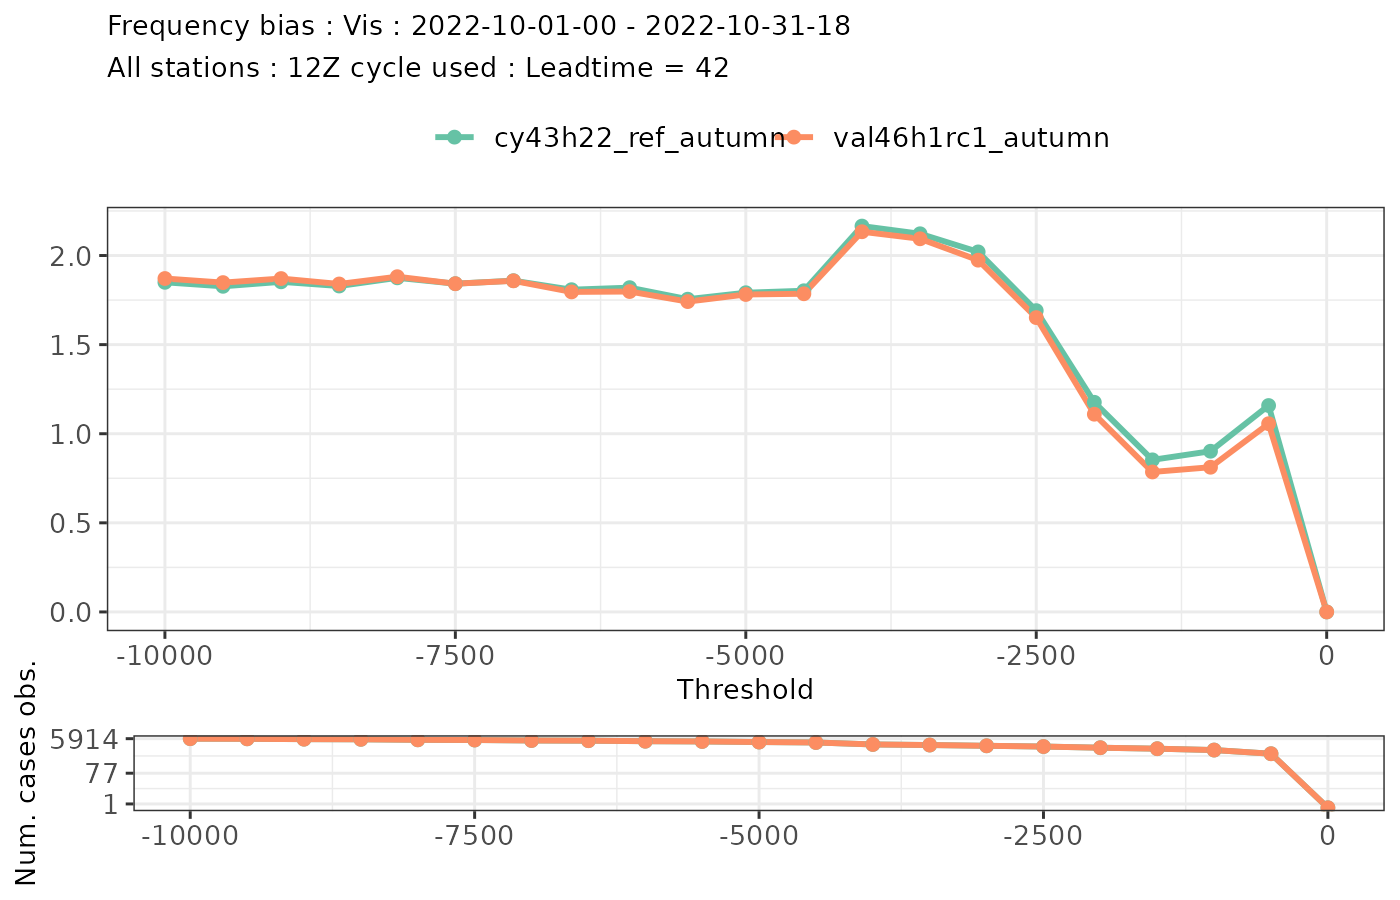 Frequency bias : Vis : 2022-10-01-00 - 2022-10-31-18
All stations : 12Z cycle used : Leadtime = 42
cy43h22_ref_autumn val46h1rc1_autumn
2.0
1.5
1.0
0.5
0.0
-10000 -7500 -5000 -2500 0
Threshold
Num. cases obs.
5914
77
1
-10000 -7500 -5000 -2500 0